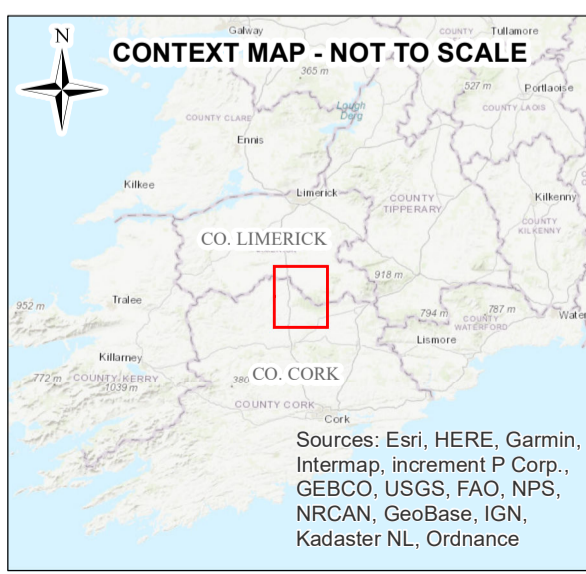 Galway
COUNTY
Tullamore
N
CONTEXT MAP - NOT TO SCALE
365 m
527 m
Portlaoise
Lough
Derg
COUNTY LAOIS
COUNTY CLARE
Ennis
Kilkee
Limerick
COUNTY
TIPPERARY
Kilkenny
COUNTY
KILKENNY
CO. LIMERICK
918 m
952 m
Tralee
794 m
787 m
COUNTY
WATERFORD
Water
Lismore
Killarney
772 m
COUNTY KERRY
1039 m
380
CO. CORK
COUNTY CORK
Cork
Sources: Esri, HERE, Garmin,
Intermap, increment P Corp.,
GEBCO, USGS, FAO, NPS,
NRCAN, GeoBase, IGN,
Kadaster NL, Ordnance